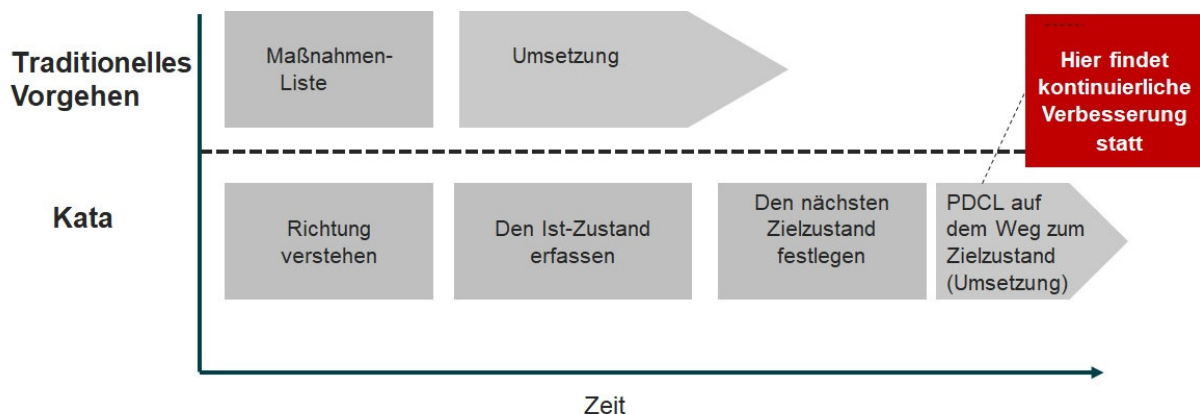 Traditionelles
Vorgehen
Maßnahmen-
Liste
Umsetzung
Hier findet
kontinuierliche
Verbesserung
statt
Kata
Richtung
verstehen
Den Ist-Zustand
erfassen
Den nächsten
Zielzustand
festlegen
PDCL auf
dem Weg zum
Zielzustand
(Umsetzung)
Zeit